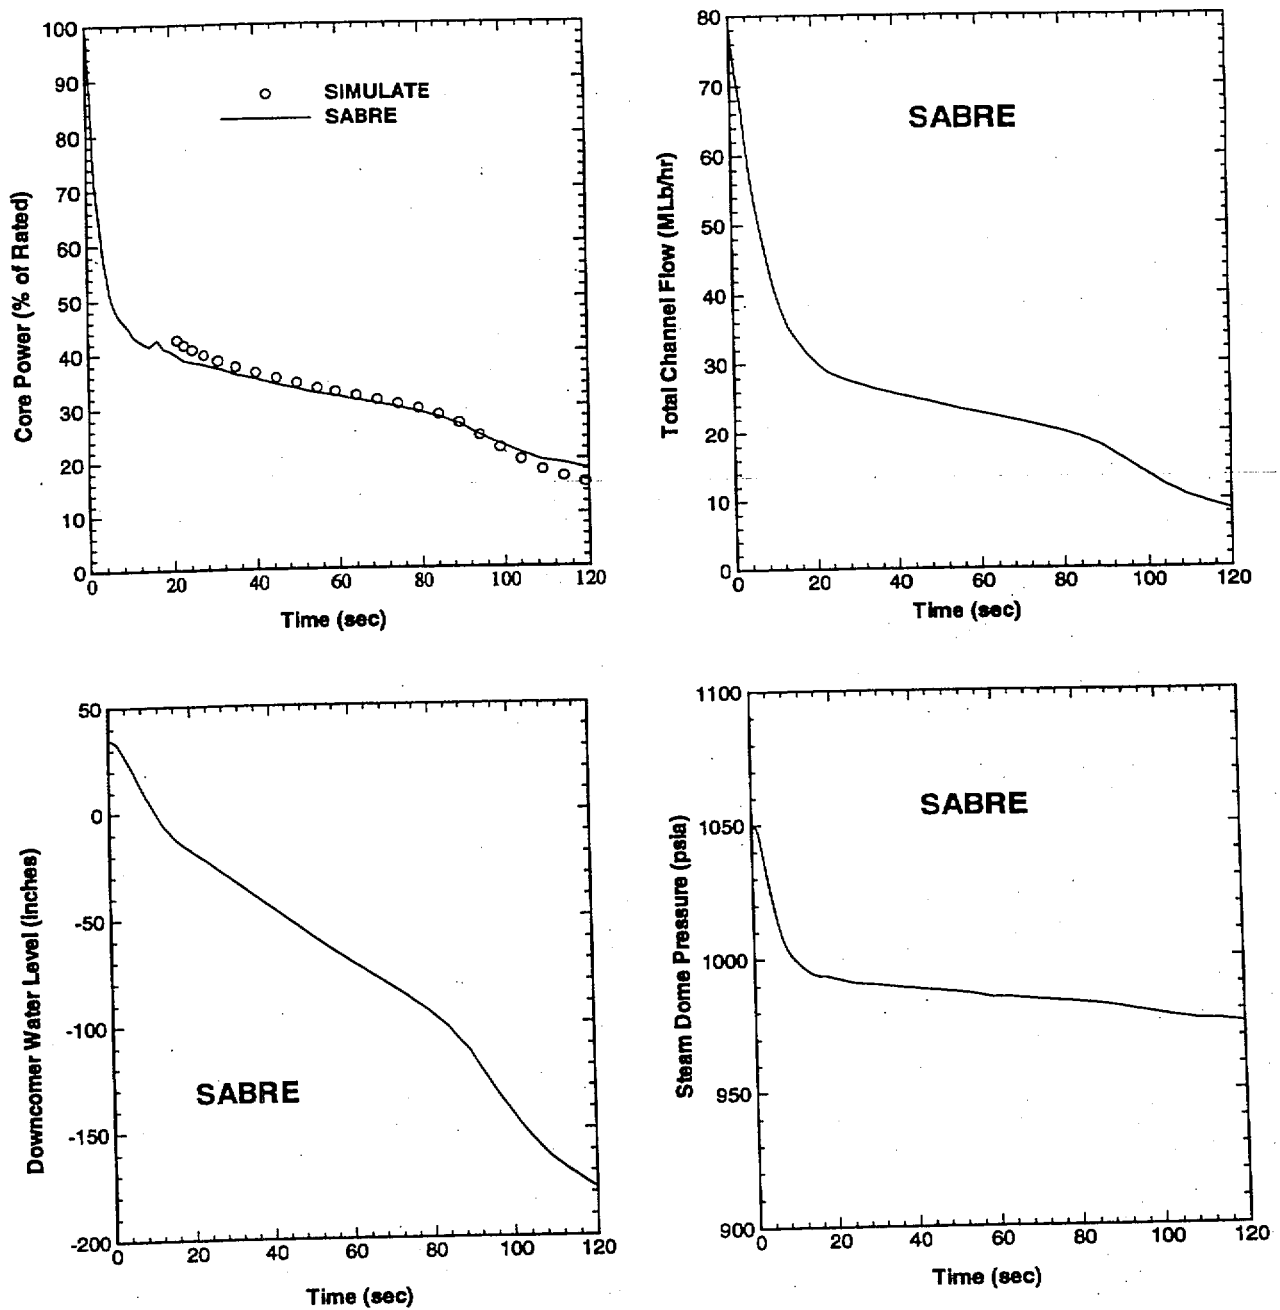 100
90
80
70
60
50
40
30
20
10
0
Core Power (% of Rated)
SIMULATE
SABRE
0 20 40 60 80 100 120
Time (sec)
80
70
60
50
40
30
20
10
0
Total Channel Flow (MLb/hr)
SABRE
0 20 40 60 80 100 120
Time (sec)
50
0
-50
-100
-150
-200
Downcomer Water Level (inches)
SABRE
0 20 40 60 80 100 120
Time (sec)
1100
1050
1000
950
900
Steam Dome Pressure (psia)
SABRE
0 20 40 60 80 100 120
Time (sec)